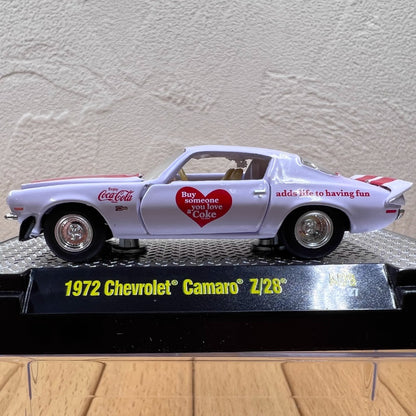 Enjoy
Coca-Cola
Buy
someone
you love
a Coke
adds life to having fun
1972 Chevrolet® Camaro® Z/28®